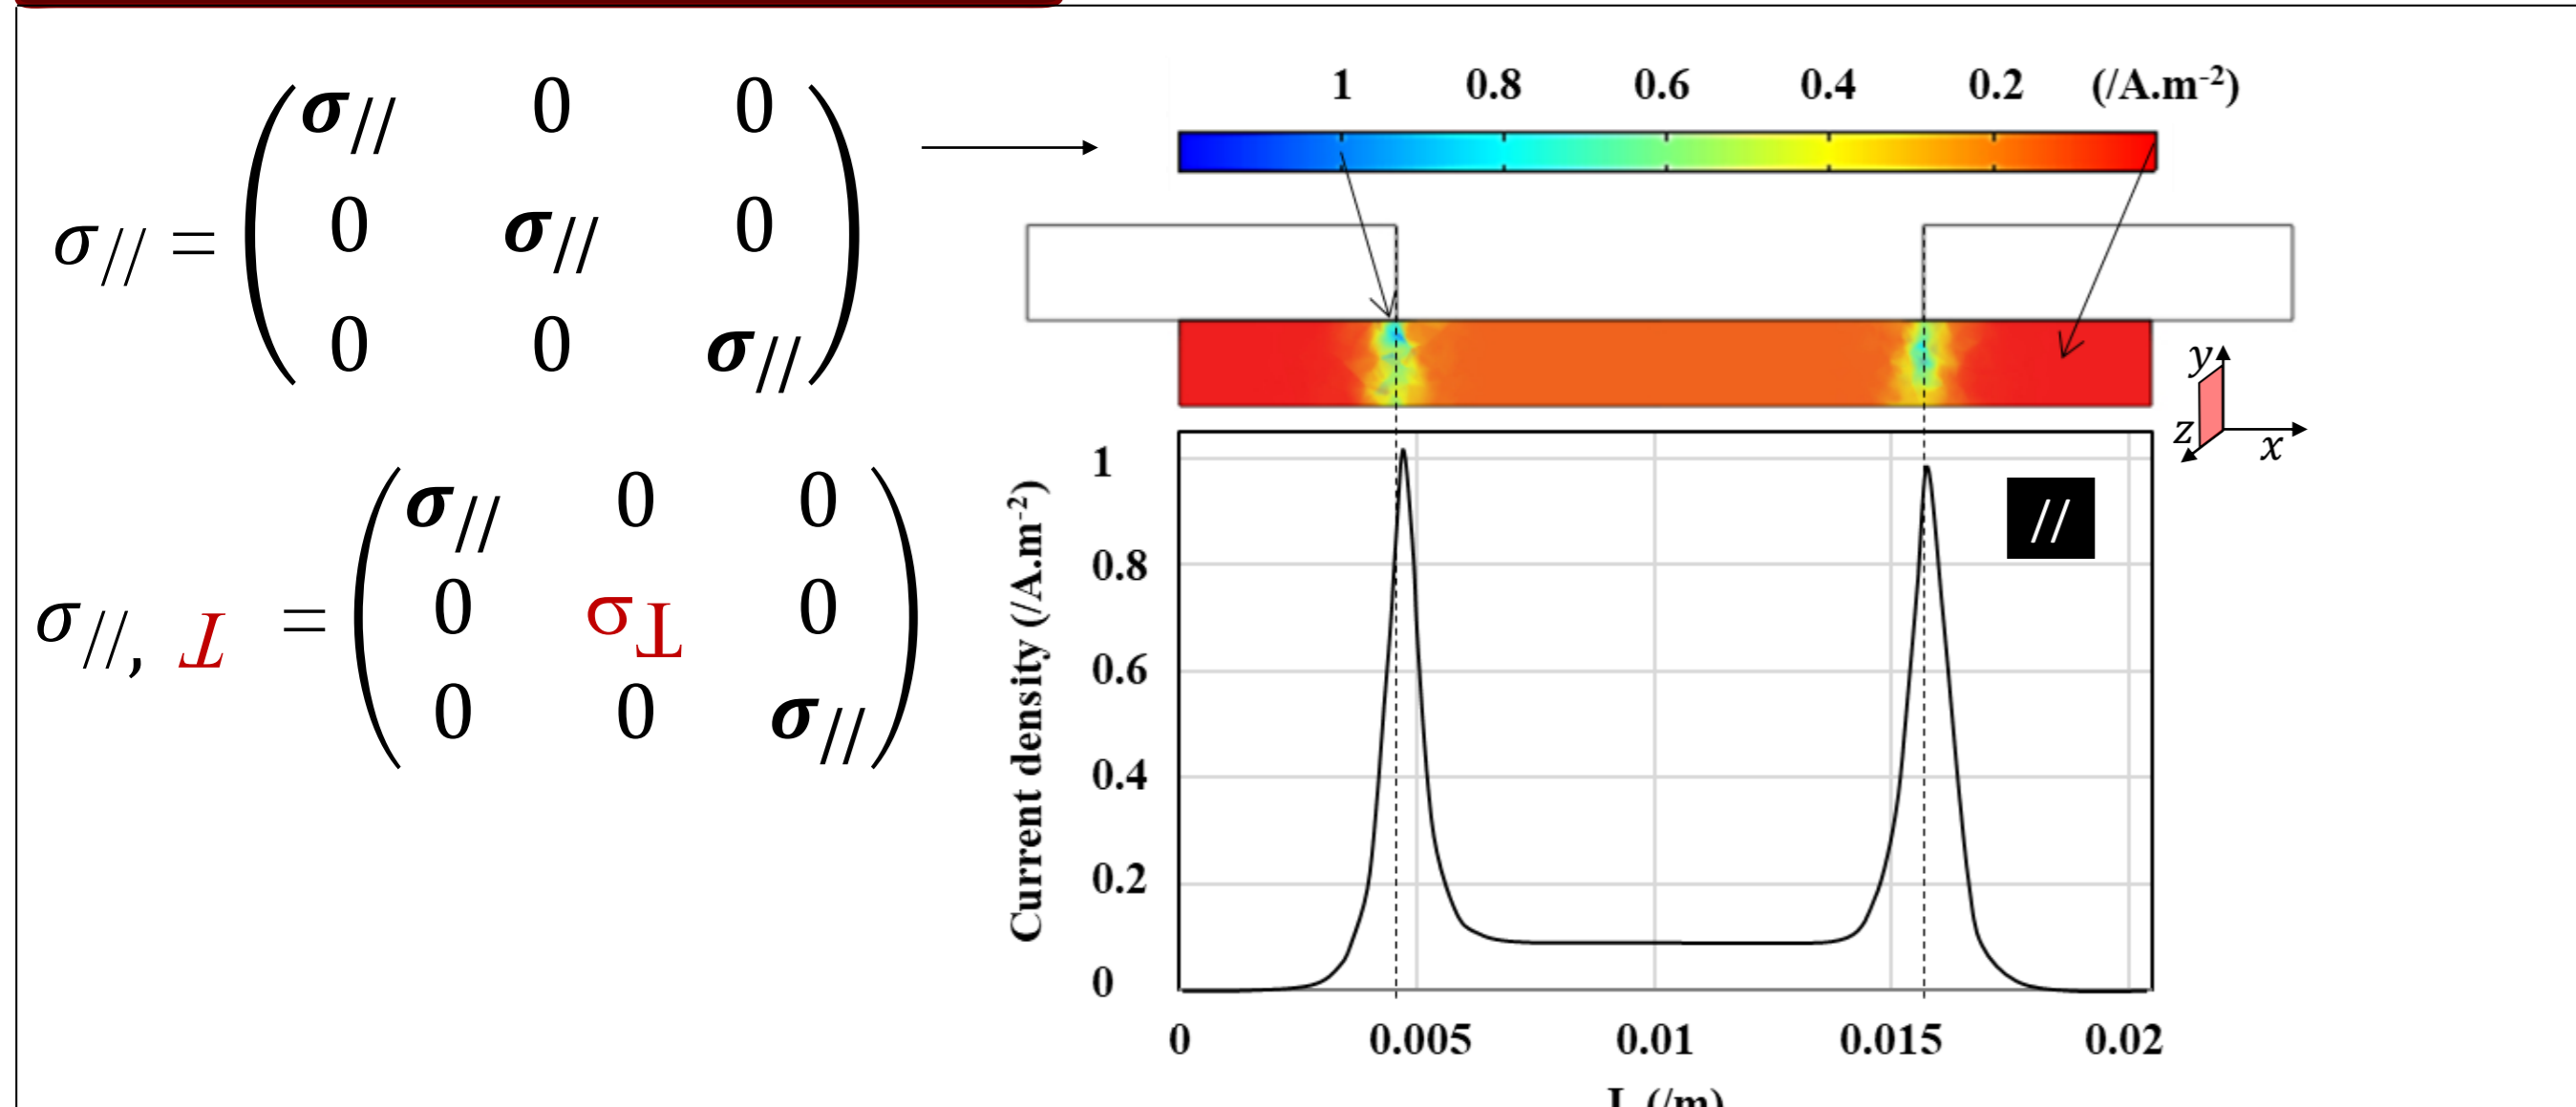 σ// = ( σ// 0 0
0 σ// 0
0 0 σ// )
σ//, ⊥ = ( σ// 0 0
0 σ⊥ 0
0 0 σ// )
1 0.8 0.6 0.4 0.2 (/A.m⁻²)
y
z x
//
Current density (/A.m⁻²)
1
0.8
0.6
0.4
0.2
0
0 0.005 0.01 0.015 0.02
L (/m)